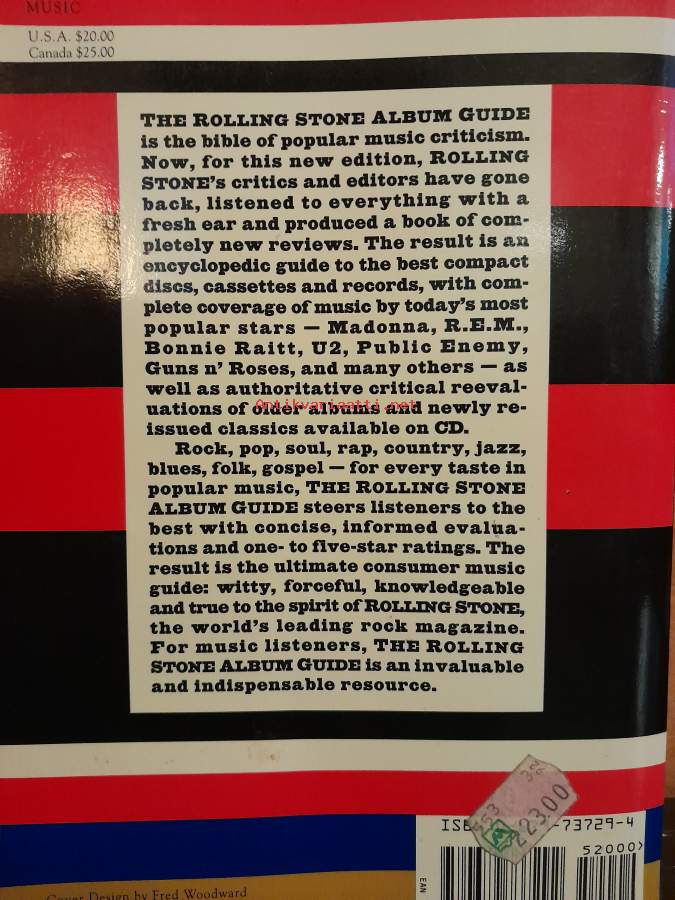 MUSIC
U.S.A. $20.00
Canada $25.00
THE ROLLING STONE ALBUM GUIDE
is the bible of popular music criticism.
Now, for this new edition, ROLLING
STONE's critics and editors have gone
back, listened to everything with a
fresh ear and produced a book of com-
pletely new reviews. The result is an
encyclopedic guide to the best compact
discs, cassettes and records, with com-
plete coverage of music by today's most
popular stars — Madonna, R.E.M.,
Bonnie Raitt, U2, Public Enemy,
Guns n' Roses, and many others — as
well as authoritative critical reeval-
uations of older albums and newly re-
Antikvariaatti.net
issued classics available on CD.
Rock, pop, soul, rap, country, jazz,
blues, folk, gospel — for every taste in
popular music, THE ROLLING STONE
ALBUM GUIDE steers listeners to the
best with concise, informed evalua-
tions and one- to five-star ratings. The
result is the ultimate consumer music
guide: witty, forceful, knowledgeable
and true to the spirit of ROLLING STONE,
the world's leading rock magazine.
For music listeners, THE ROLLING
STONE ALBUM GUIDE is an invaluable
and indispensable resource.
553 
223.00
-73729-4
52000>
EAN
Cover Design by Fred Woodward